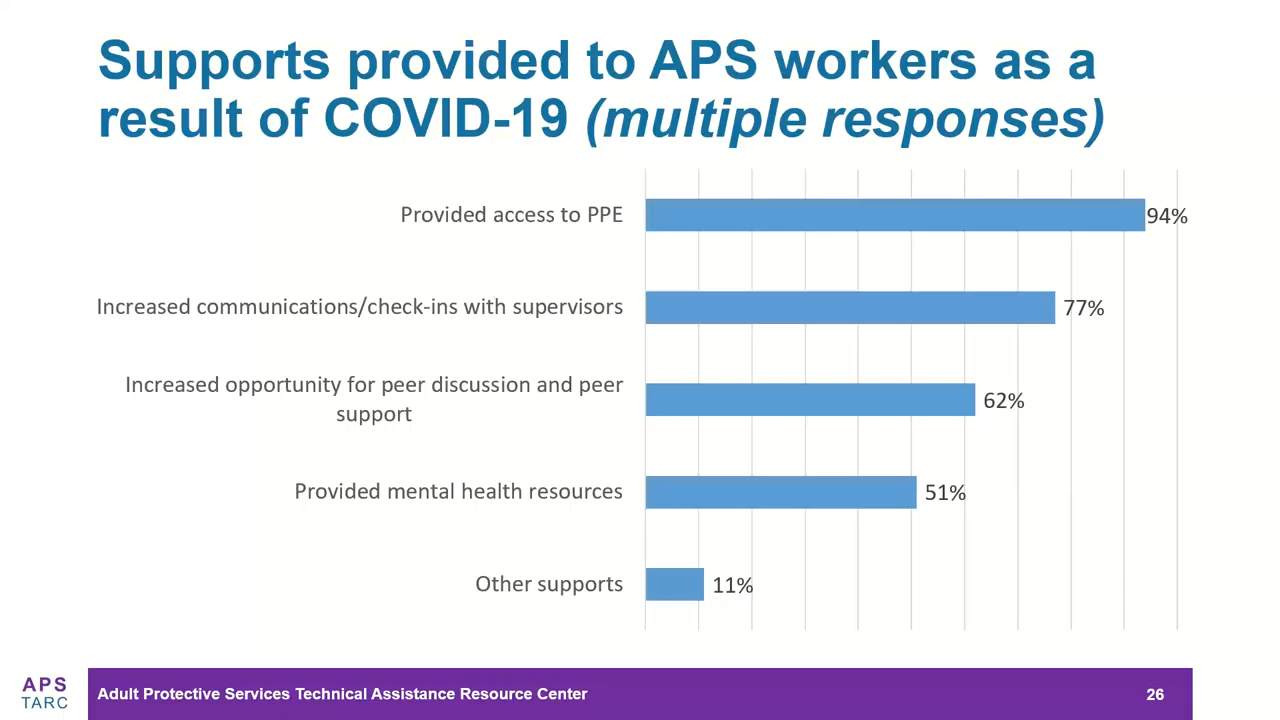 Supports provided to APS workers as a
result of COVID-19 (multiple responses)
Provided access to PPE
94%
Increased communications/check-ins with supervisors
77%
Increased opportunity for peer discussion and peer
support
62%
Provided mental health resources
51%
Other supports
11%
APS
TARC
Adult Protective Services Technical Assistance Resource Center
26